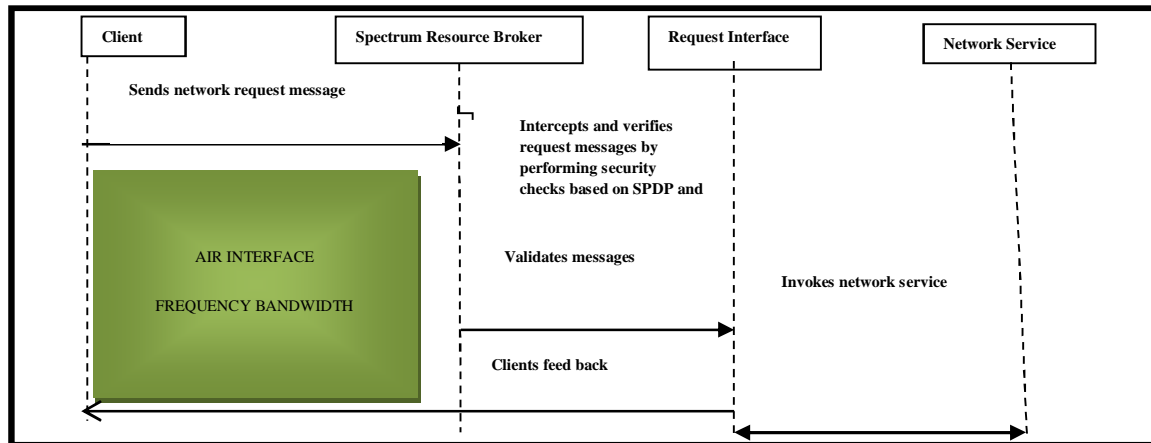 Client
Spectrum Resource Broker
Request Interface
Network Service
Sends network request message
Intercepts and verifies
request messages by
performing security
checks based on SPDP and
AIR INTERFACE
FREQUENCY BANDWIDTH
Validates messages
Invokes network service
Clients feed back